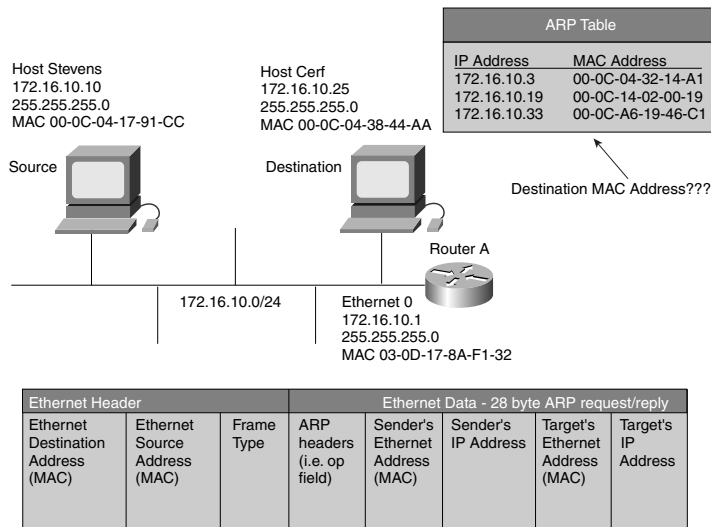 ARP Table
IP Address MAC Address
172.16.10.3 00-0C-04-32-14-A1
172.16.10.19 00-0C-14-02-00-19
172.16.10.33 00-0C-A6-19-46-C1
Host Stevens
172.16.10.10
255.255.255.0
MAC 00-0C-04-17-91-CC
Host Cerf
172.16.10.25
255.255.255.0
MAC 00-0C-04-38-44-AA
Source
Destination
Destination MAC Address???
Router A
172.16.10.0/24
Ethernet 0
172.16.10.1
255.255.255.0
MAC 03-0D-17-8A-F1-32
Ethernet Header
Ethernet Data - 28 byte ARP request/reply
Ethernet
Destination
Address
(MAC)
Ethernet
Source
Address
(MAC)
Frame
Type
ARP
headers
(i.e. op
field)
Sender's
Ethernet
Address
(MAC)
Sender's
IP Address
Target's
Ethernet
Address
(MAC)
Target's
IP
Address